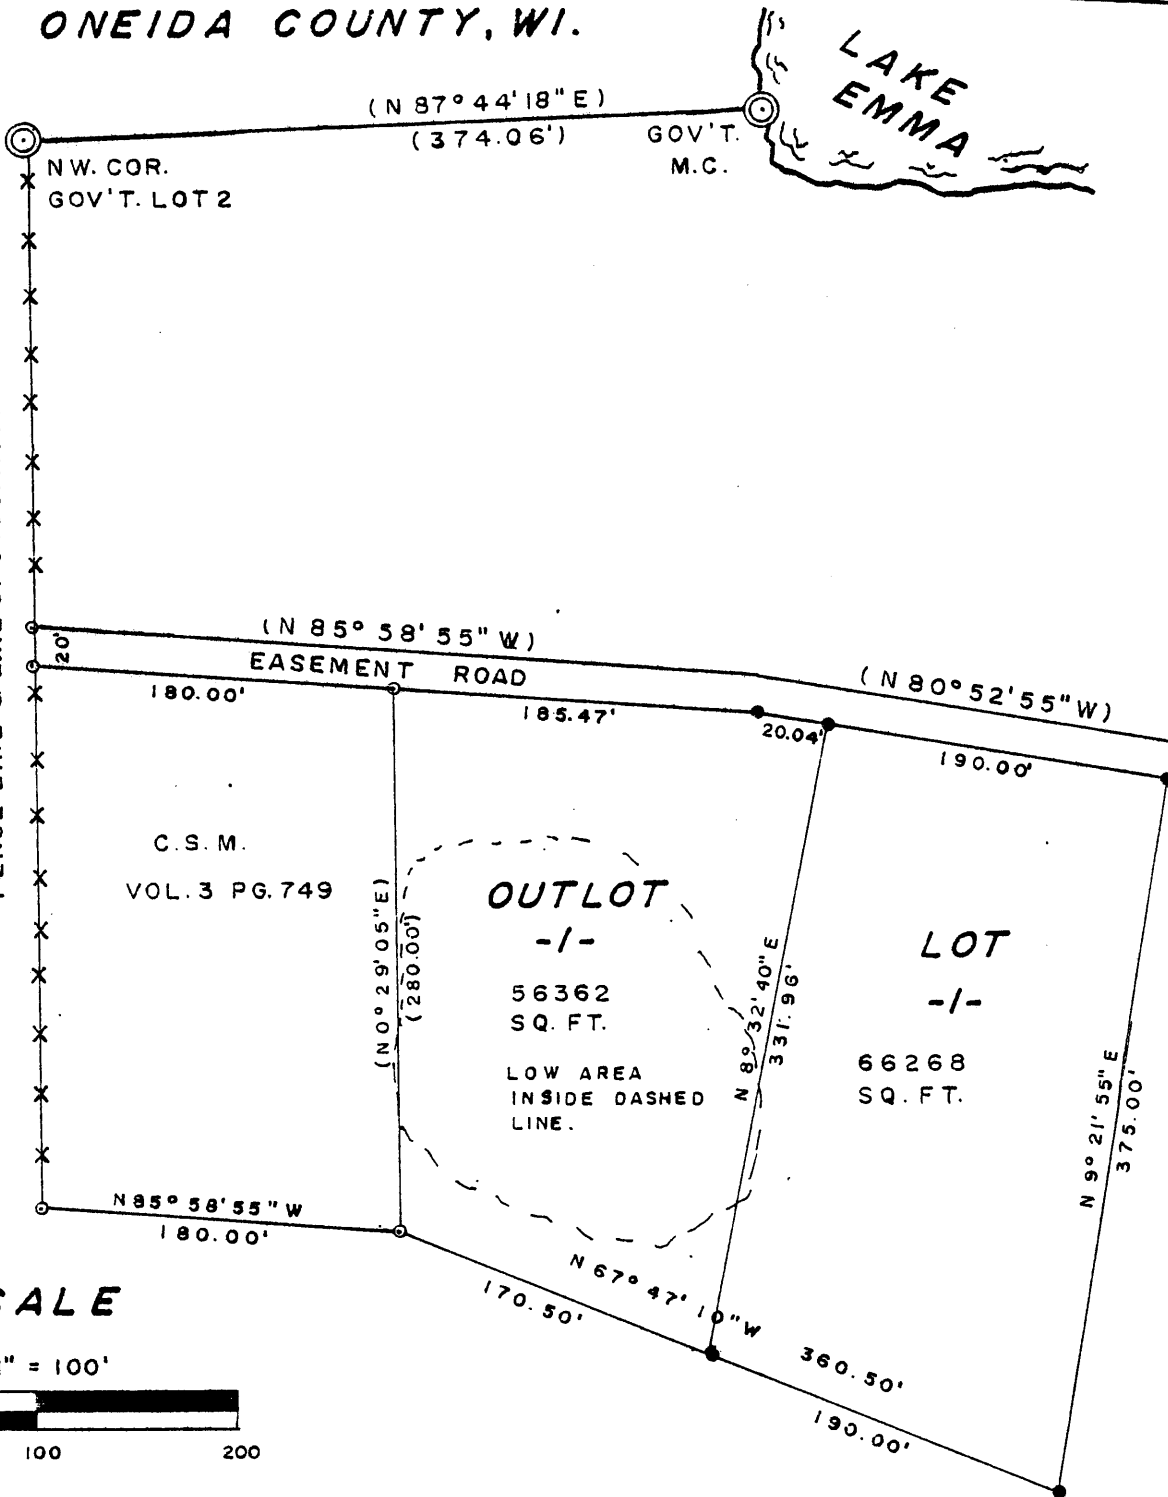 ONEIDA COUNTY, WI.
LAKE
EMMA
(N 87° 44' 18" E)
(374.06')
GOV'T.
M.C.
NW. COR.
GOV'T. LOT 2
(N 85° 58' 55" W)
20'
EASEMENT ROAD
(N 80° 52' 55" W)
180.00'
185.47'
20.04'
190.00'
C.S.M.
VOL. 3 PG. 749
(N 0° 29' 05" E)
(280.00')
OUTLOT
-1-
56362
SQ. FT.
LOW AREA
INSIDE DASHED
LINE.
N 8° 32' 40" E
331.96'
LOT
-1-
66268
SQ. FT.
N 9° 21' 55" E
375.00'
N 85° 58' 55" W
180.00'
N 67° 47' 10" W
170.50'
360.50'
190.00'
" = 100'
100
200